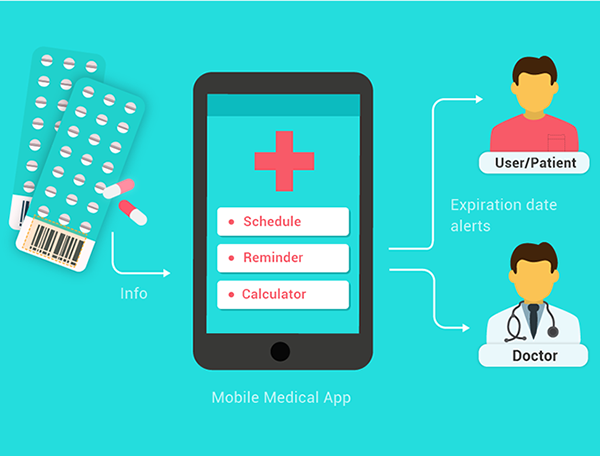 Info
Schedule
Reminder
Calculator
Mobile Medical App
User/Patient
Expiration date
alerts
Doctor